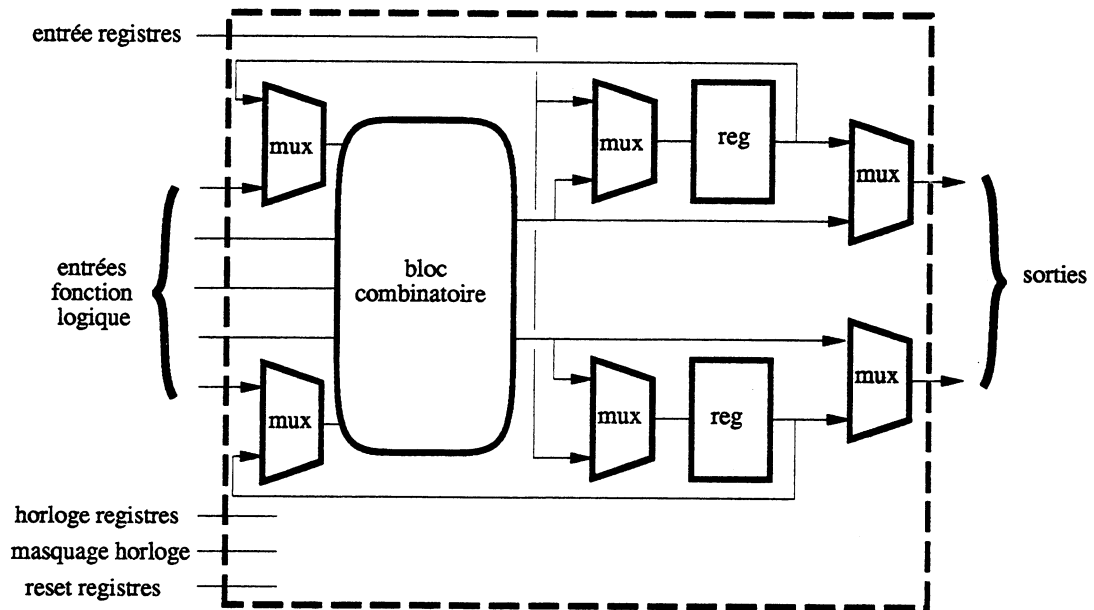 entrée registres
mux
mux
reg
mux
entrées
fonction
logique
bloc
combinatoire
sorties
mux
mux
reg
mux
horloge registres
masquage horloge
reset registres